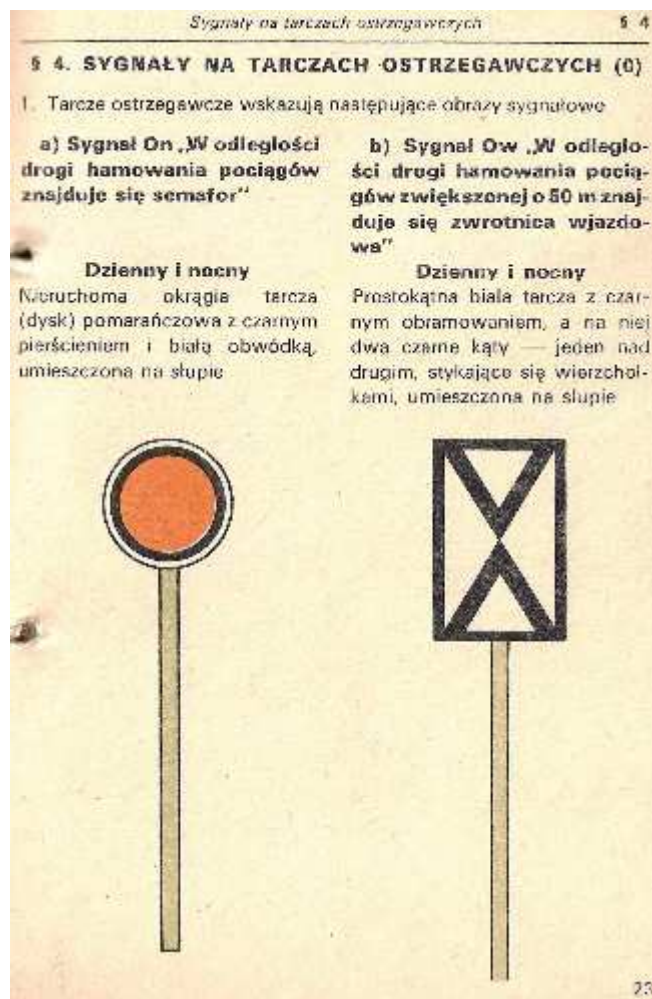 Sygnały na tarczach ostrzegawczych § 4
§ 4. SYGNAŁY NA TARCZACH OSTRZEGAWCZYCH (O)
1. Tarcze ostrzegawcze wskazują następujące obrazy sygnałowe
a) Sygnał On „W odległości
drogi hamowania pociągów
znajduje się semafor"
Dzienny i nocny
Nieruchoma okrągła tarcza
(dysk) pomarańczowa z czarnym
pierścieniem i białą obwódką,
umieszczona na słupie
b) Sygnał Ow „W odległo-
ści drogi hamowania pocią-
gów zwiększonej o 50 m znaj-
duje się zwrotnica wjazdo-
wa"
Dzienny i nocny
Prostokątna biała tarcza z czar-
nym obramowaniem, a na niej
dwa czarne kąty — jeden nad
drugim, stykające się wierzchoł-
kami, umieszczona na słupie
23